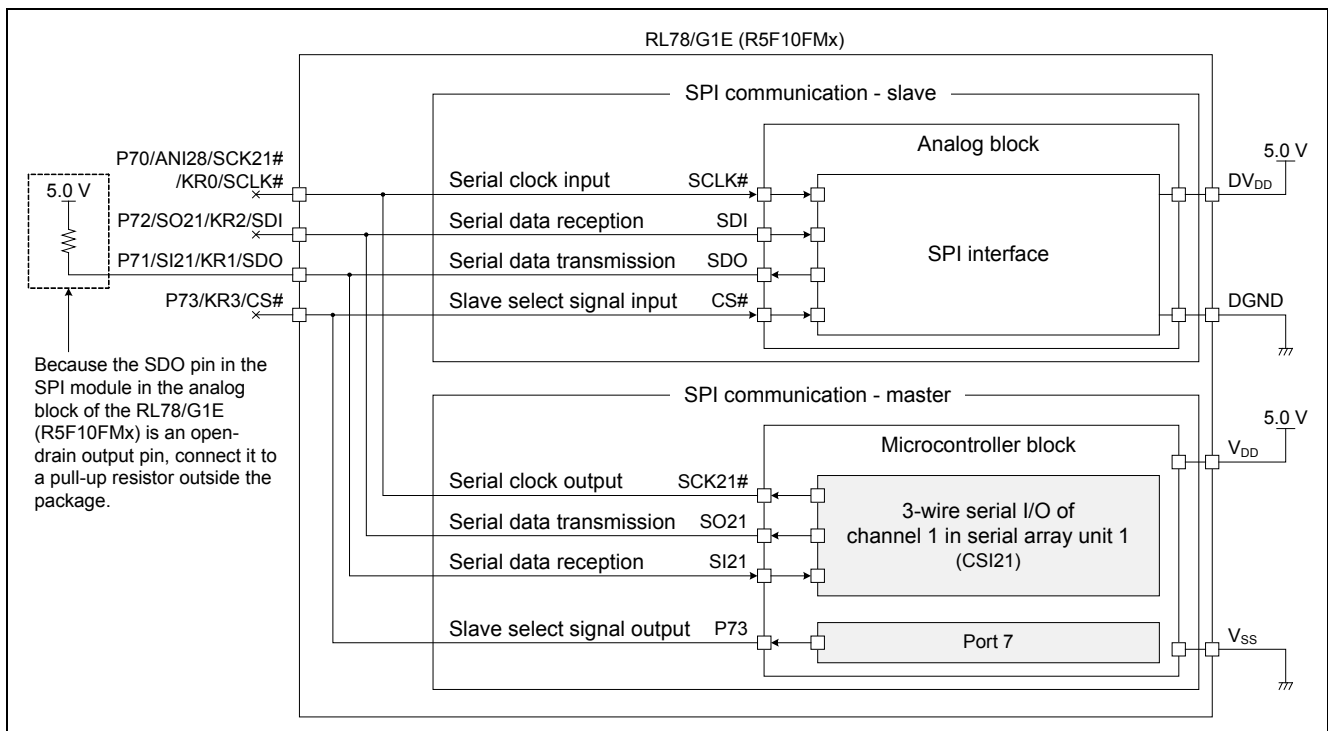 RL78/G1E (R5F10FMx)
SPI communication - slave
Analog block
P70/ANI28/SCK21#
/KR0/SCLK#
5.0 V
5.0 V
Serial clock input
SCLK#
DVDD
P72/SO21/KR2/SDI
Serial data reception
SDI
SPI interface
P71/SI21/KR1/SDO
Serial data transmission
SDO
P73/KR3/CS#
Slave select signal input
CS#
DGND
Because the SDO pin in the
SPI module in the analog
block of the RL78/G1E
(R5F10FMx) is an open-
drain output pin, connect it to
a pull-up resistor outside the
package.
SPI communication - master
5.0 V
Microcontroller block
VDD
Serial clock output
SCK21#
3-wire serial I/O of
channel 1 in serial array unit 1
(CSI21)
Serial data transmission
SO21
Serial data reception
SI21
Slave select signal output
P73
Port 7
VSS